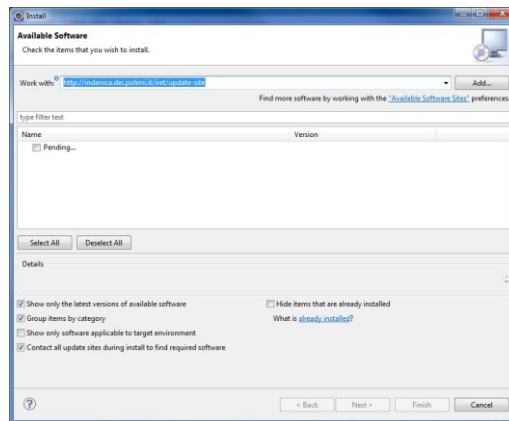 Install
Available Software
Check the items that you wish to install.
Work with: http://indenica.dei.polimi.it/iret/update-site Add...
Find more software by working with the "Available Software Sites" preferences.
type filter text
Name Version
Pending...
Select All Deselect All
Details
Show only the latest versions of available software Hide items that are already installed
Group items by category What is already installed?
Show only software applicable to target environment
Contact all update sites during install to find required software
? < Back Next > Finish Cancel